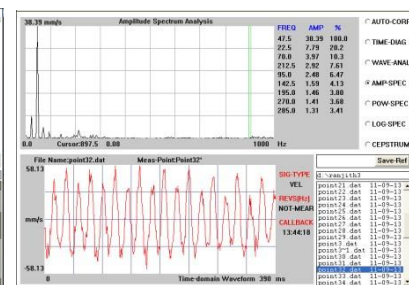 38.39 mm/s Amplitude Spectrum Analysis
FREQ AMP %
47.5 38.39 100.0
22.5 7.79 20.2
70.0 3.97 10.3
212.5 2.92 7.61
95.0 2.48 6.47
142.5 1.59 4.13
195.0 1.46 3.80
270.0 1.41 3.68
285.0 1.31 3.41
0.0 Cursor:897.5 0.08 1000 Hz
AUTO-CORR
TIME-DIAG
WAVE-ANAL
AMP-SPEC
POW-SPEC
LOG-SPEC
CEPSTRUM
File Name:point32.dat Meas-Point:Point32"
58.13
mm/s
-58.13
Time-domain Waveform 390 ms
SIG-TYPE
VEL
REVS(Hz)
NOT-MEAS
CALLBACK
13:44:18
Save-Ref
d:\ranjith3
point21.dat 11-09-13
point23.dat 11-09-13
point24.dat 11-09-13
point25.dat 11-09-13
point26.dat 11-09-13
point27.dat 11-09-13
point28.dat 11-09-13
point29.dat 11-09-13
point3.dat 11-09-13
point3"1.dat 11-09-13
point30.dat 11-09-13
point31.dat 11-09-13
point32.dat 11-09-13
point33.dat 11-09-13
point34.dat 11-09-13